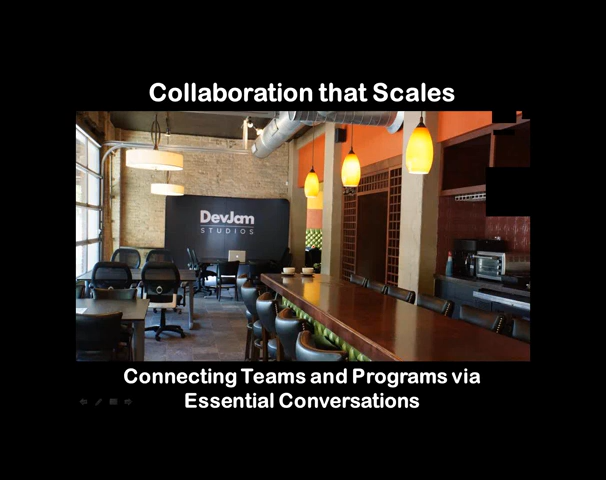 Collaboration that Scales
DevJam
STUDIOS
Connecting Teams and Programs via
Essential Conversations